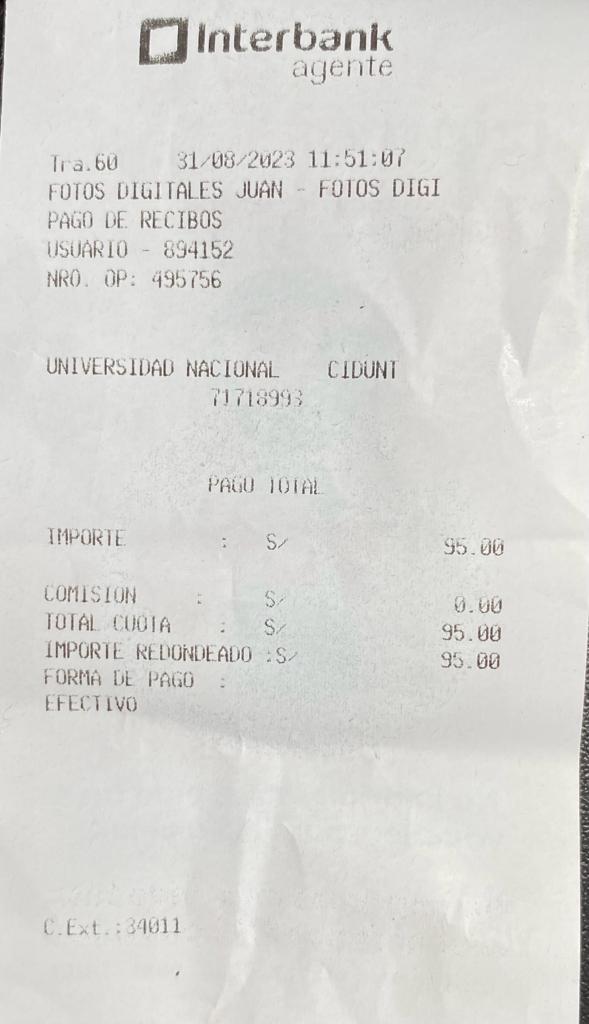 Interbank
agente
Tra.60 31/08/2023 11:51:07
FOTOS DIGITALES JUAN - FOTOS DIGI
PAGO DE RECIBOS
USUARIO - 894152
NRO. OP: 495756
UNIVERSIDAD NACIONAL CIDUNT
71718993
PAGO TOTAL
IMPORTE : S/ 95.00
COMISION : S/ 0.00
TOTAL CUOTA : S/ 95.00
IMPORTE REDONDEADO :S/ 95.00
FORMA DE PAGO :
EFECTIVO
C.Ext.:34011